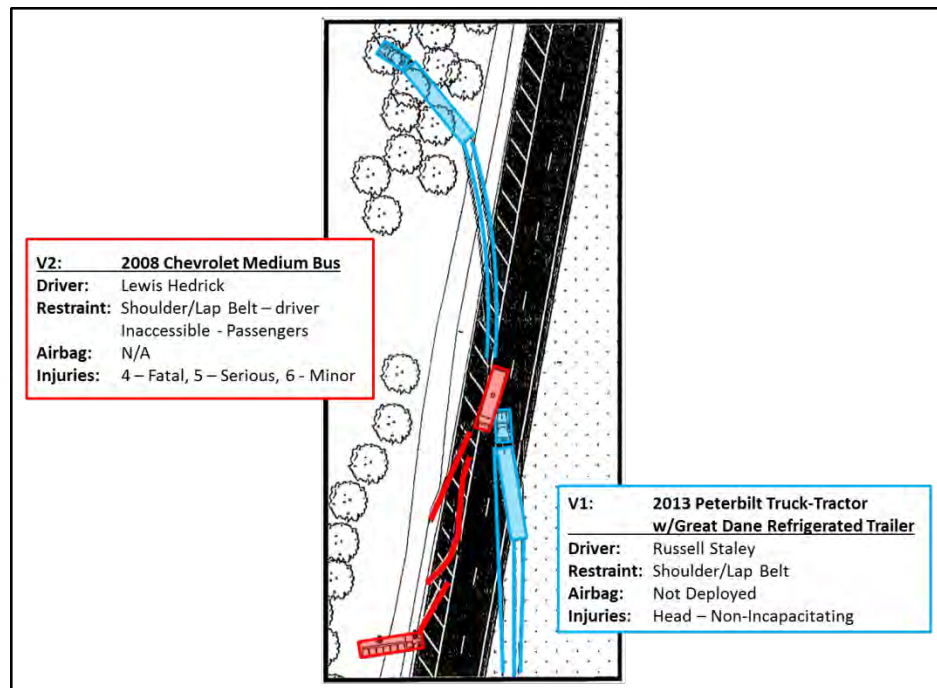 V2: 2008 Chevrolet Medium Bus
Driver: Lewis Hedrick
Restraint: Shoulder/Lap Belt – driver
Inaccessible - Passengers
Airbag: N/A
Injuries: 4 – Fatal, 5 – Serious, 6 - Minor
V1: 2013 Peterbilt Truck-Tractor
w/Great Dane Refrigerated Trailer
Driver: Russell Staley
Restraint: Shoulder/Lap Belt
Airbag: Not Deployed
Injuries: Head – Non-Incapacitating